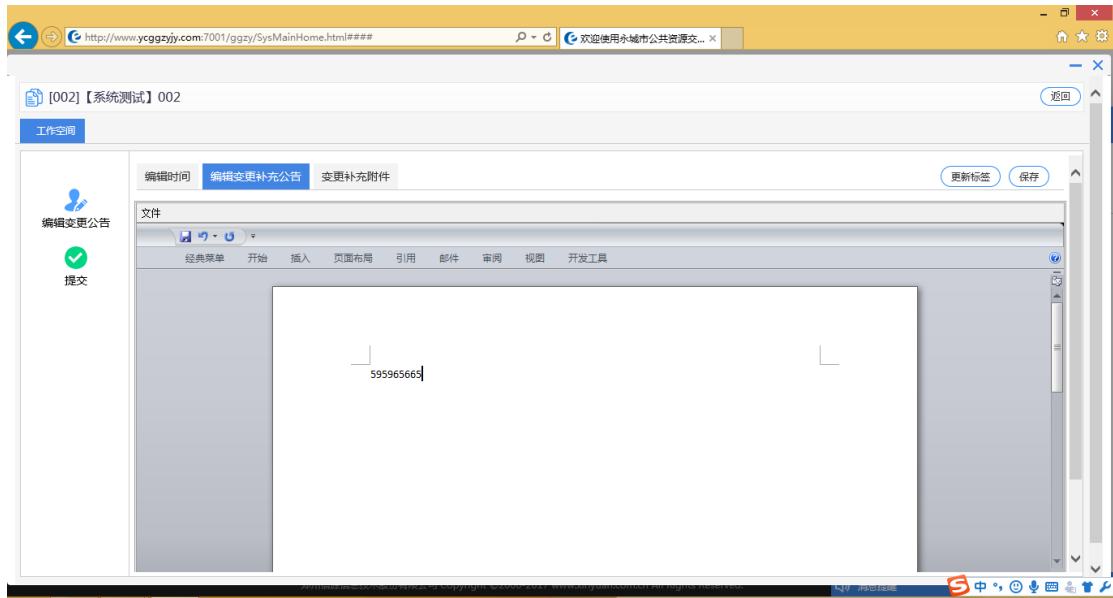 http://www.ycggzyjy.com:7001/ggzy/SysMainHome.html####
欢迎使用永城市公共资源交...
[002]【系统测试】002
返回
工作空间
编辑时间 编辑变更补充公告 变更补充附件 更新标签 保存
编辑变更公告
提交
文件
经典菜单 开始 插入 页面布局 引用 邮件 审阅 视图 开发工具
595965665
消息提醒
中